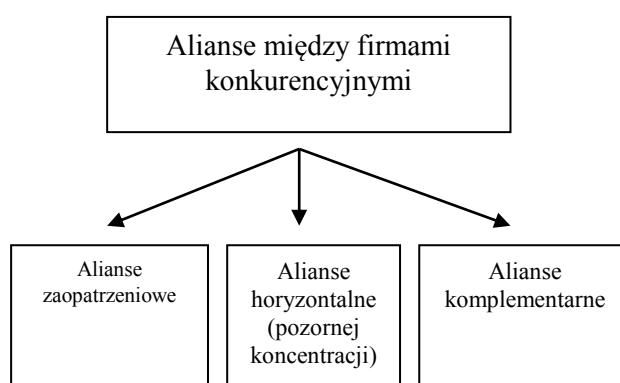 Alianse między firmami
konkurencyjnymi
Alianse
zaopatrzeniowe
Alianse
horyzontalne
(pozornej
koncentracji)
Alianse
komplementarne